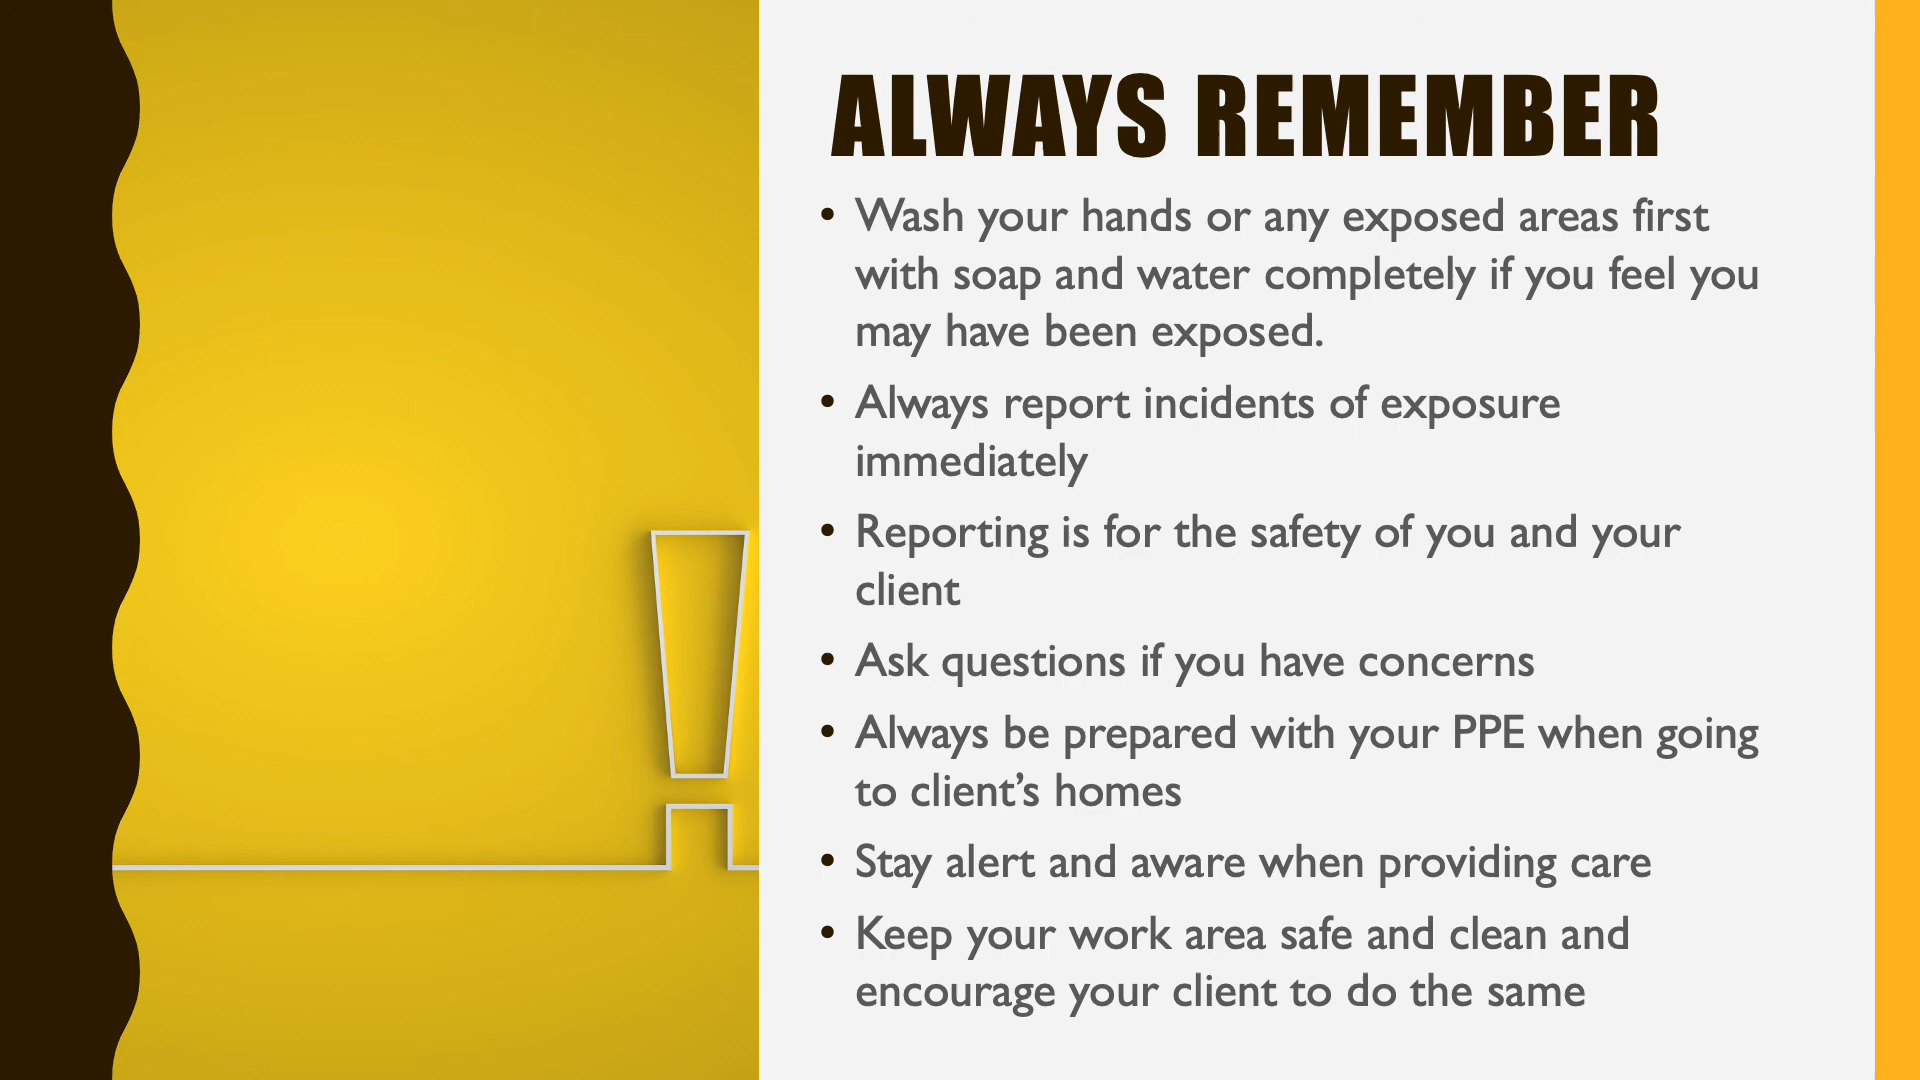 ALWAYS REMEMBER
• Wash your hands or any exposed areas first
with soap and water completely if you feel you
may have been exposed.
• Always report incidents of exposure
immediately
• Reporting is for the safety of you and your
client
• Ask questions if you have concerns
• Always be prepared with your PPE when going
to client’s homes
• Stay alert and aware when providing care
• Keep your work area safe and clean and
encourage your client to do the same
!